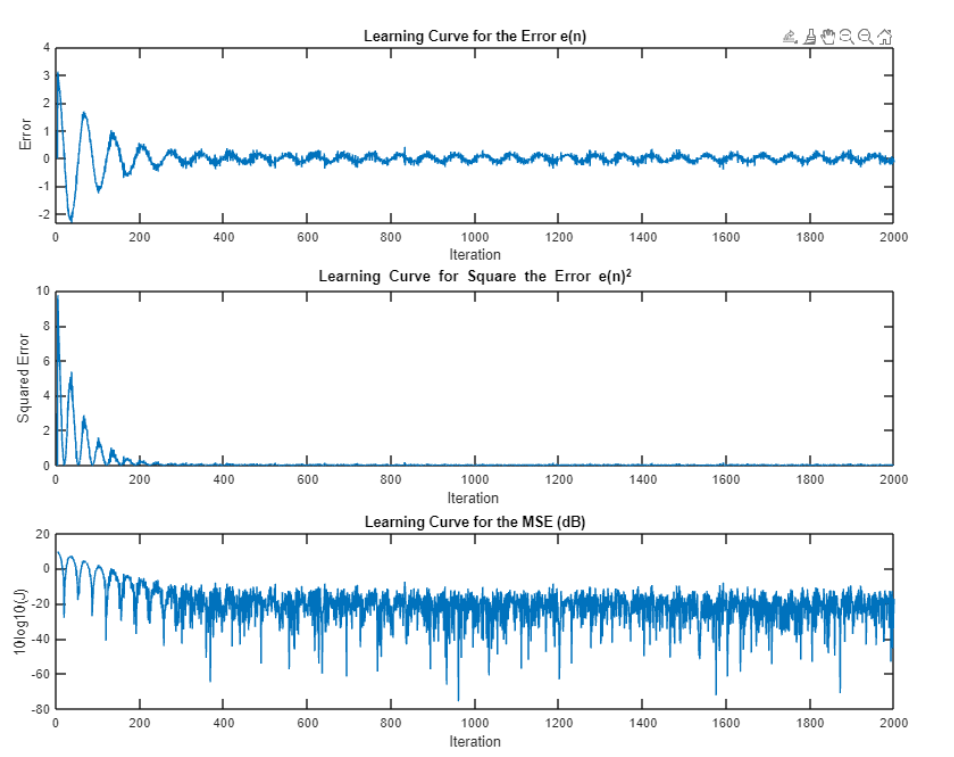 Learning Curve for the Error e(n)
4
3
2
1
0
-1
-2
Error
0 200 400 600 800 1000 1200 1400 1600 1800 2000
Iteration
Learning Curve for Square the Error e(n)²
10
8
6
4
2
0
Squared Error
0 200 400 600 800 1000 1200 1400 1600 1800 2000
Iteration
Learning Curve for the MSE (dB)
20
0
-20
-40
-60
-80
10log10(J)
0 200 400 600 800 1000 1200 1400 1600 1800 2000
Iteration